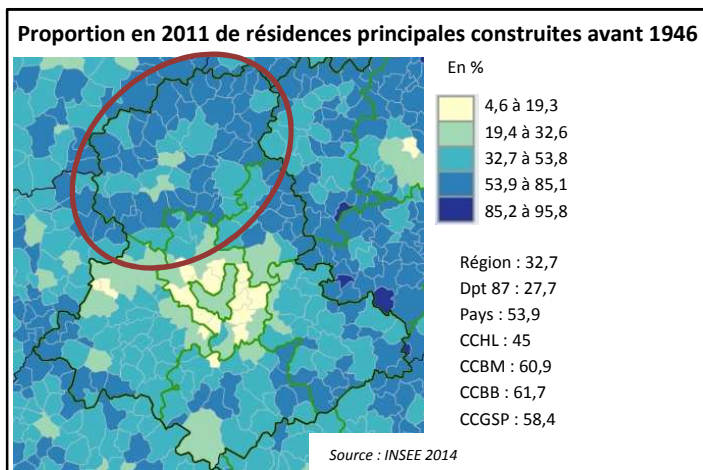 Proportion en 2011 de résidences principales construites avant 1946
En %
4,6 à 19,3
19,4 à 32,6
32,7 à 53,8
53,9 à 85,1
85,2 à 95,8
Région : 32,7
Dpt 87 : 27,7
Pays : 53,9
CCHL : 45
CCBM : 60,9
CCBB : 61,7
CCGSP : 58,4
Source : INSEE 2014